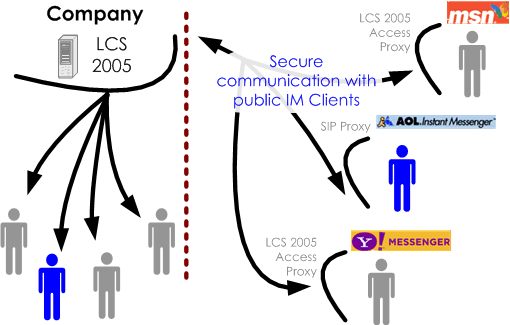 Company
LCS
2005
Secure
communication with
public IM Clients
LCS 2005
Access
Proxy
msn
SIP Proxy
AOL Instant Messenger
LCS 2005
Access
Proxy
Y! MESSENGER